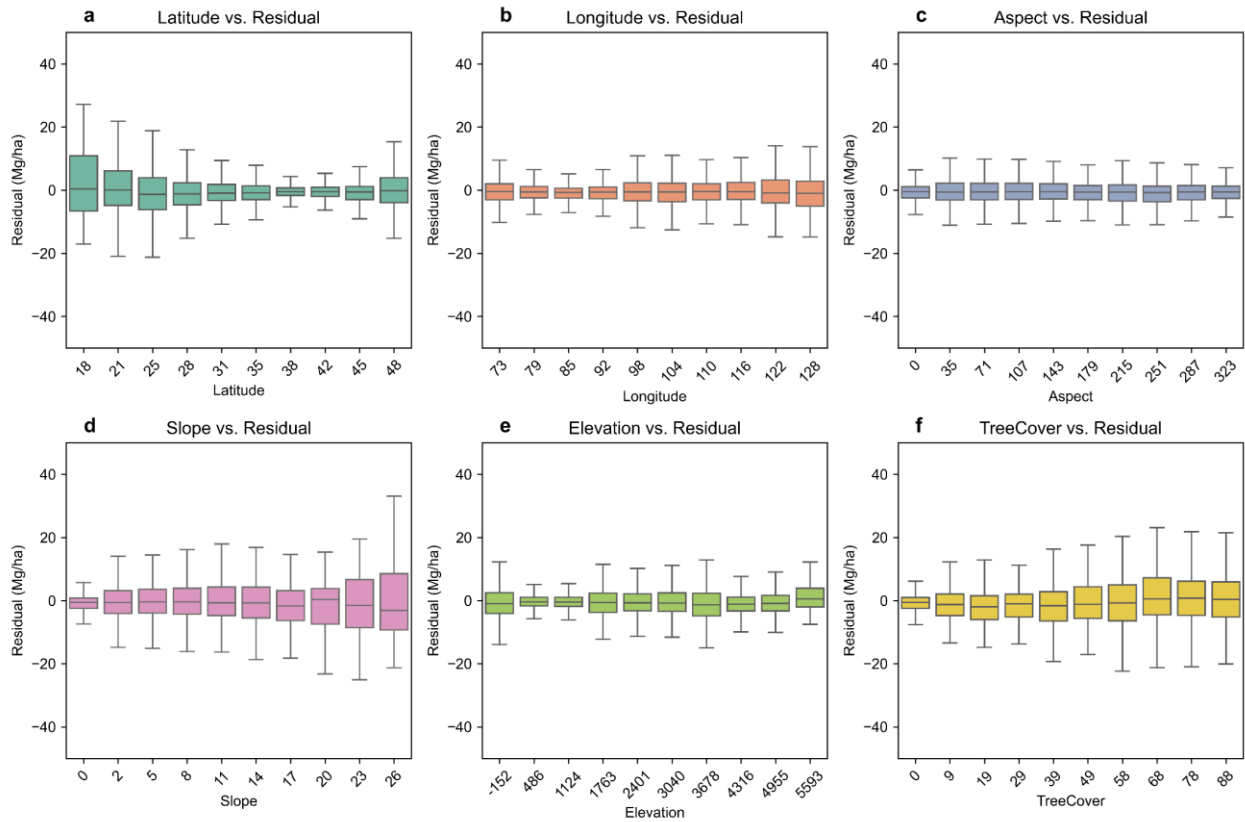 a Latitude vs. Residual
Residual (Mg/ha)
40
20
0
−20
−40
18 21 25 28 31 35 38 42 45 48
Latitude
b Longitude vs. Residual
Residual (Mg/ha)
40
20
0
−20
−40
73 79 85 92 98 104 110 116 122 128
Longitude
c Aspect vs. Residual
Residual (Mg/ha)
40
20
0
−20
−40
0 35 71 107 143 179 215 251 287 323
Aspect
d Slope vs. Residual
Residual (Mg/ha)
40
20
0
−20
−40
0 2 5 8 11 14 17 20 23 26
Slope
e Elevation vs. Residual
Residual (Mg/ha)
40
20
0
−20
−40
-152 486 1124 1763 2401 3040 3678 4316 4955 5593
Elevation
f TreeCover vs. Residual
Residual (Mg/ha)
40
20
0
−20
−40
0 9 19 29 39 49 58 68 78 88
TreeCover